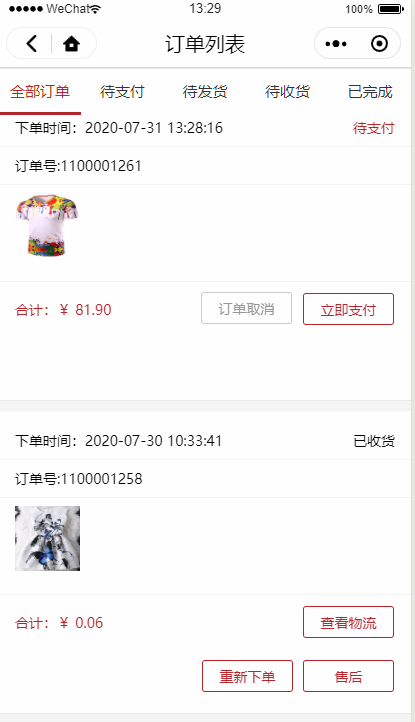 WeChat 13:29 100%
订单列表
全部订单 待支付 待发货 待收货 已完成
下单时间：2020-07-31 13:28:16 待支付
订单号:1100001261
合计：￥ 81.90 订单取消 立即支付
下单时间：2020-07-30 10:33:41 已收货
订单号:1100001258
合计：￥ 0.06 查看物流
重新下单 售后